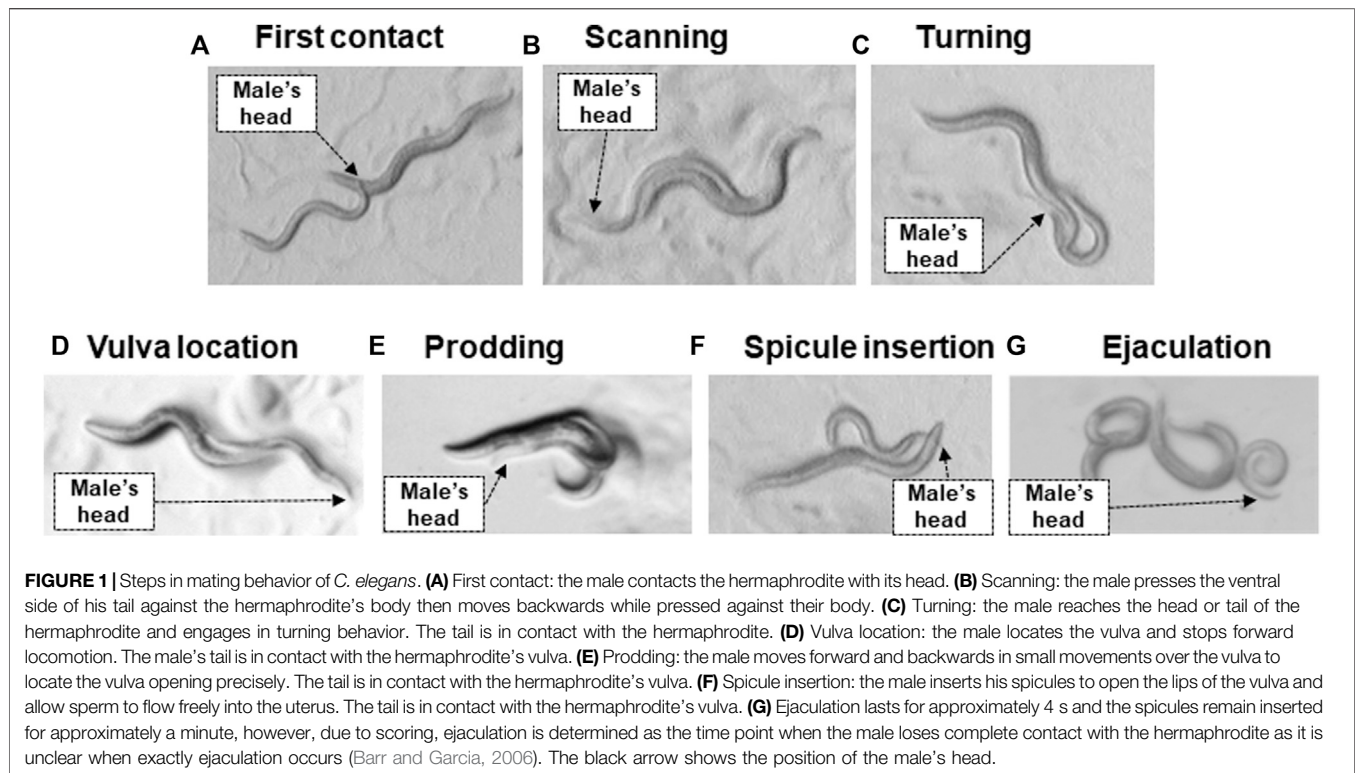 A First contact
B Scanning
C Turning
Male's
head
Male's
head
Male's
head
D Vulva location
E Prodding
F Spicule insertion
G Ejaculation
Male's
head
Male's
head
Male's
head
Male's
head
FIGURE 1 | Steps in mating behavior of C. elegans. (A) First contact: the male contacts the hermaphrodite with its head. (B) Scanning: the male presses the ventral
side of his tail against the hermaphrodite's body then moves backwards while pressed against their body. (C) Turning: the male reaches the head or tail of the
hermaphrodite and engages in turning behavior. The tail is in contact with the hermaphrodite. (D) Vulva location: the male locates the vulva and stops forward
locomotion. The male's tail is in contact with the hermaphrodite's vulva. (E) Prodding: the male moves forward and backwards in small movements over the vulva to
locate the vulva opening precisely. The tail is in contact with the hermaphrodite's vulva. (F) Spicule insertion: the male inserts his spicules to open the lips of the vulva and
allow sperm to flow freely into the uterus. The tail is in contact with the hermaphrodite's vulva. (G) Ejaculation lasts for approximately 4 s and the spicules remain inserted
for approximately a minute, however, due to scoring, ejaculation is determined as the time point when the male loses complete contact with the hermaphrodite as it is
unclear when exactly ejaculation occurs (Barr and Garcia, 2006). The black arrow shows the position of the male's head.